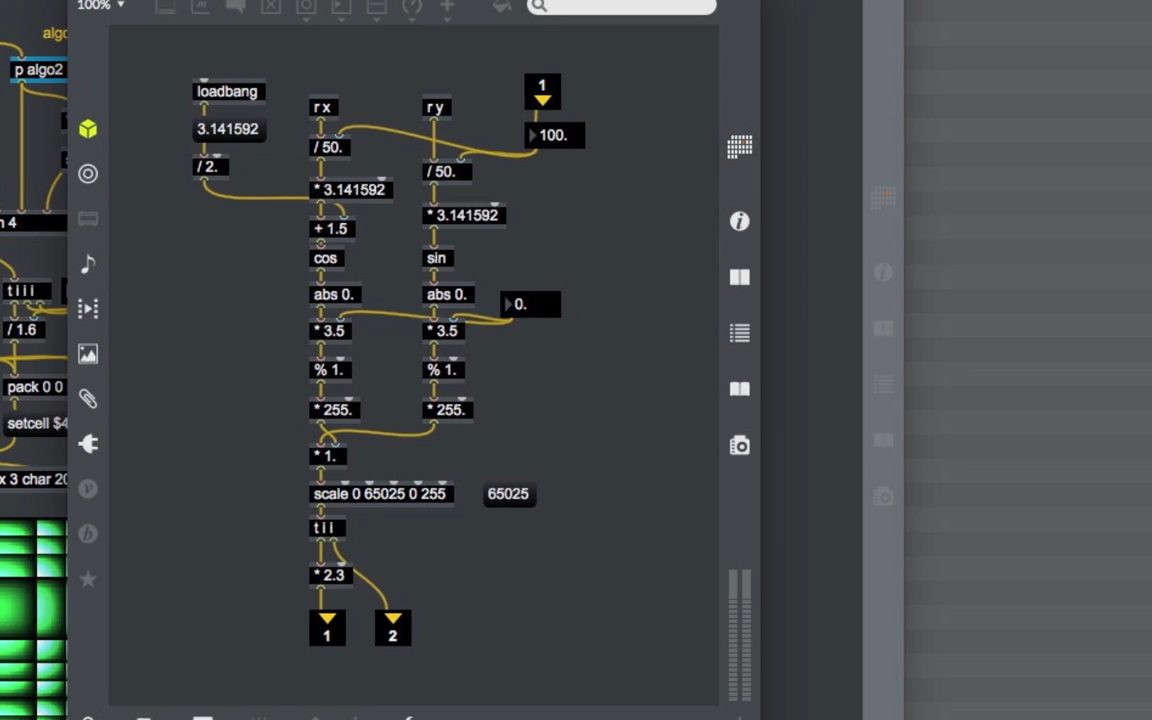 100%
algo
p algo2
n 4
t i i i
/ 1.6
pack 0 0
setcell $4
x 3 char 20
loadbang
3.141592
/ 2.
r x
/ 50.
* 3.141592
+ 1.5
cos
abs 0.
* 3.5
% 1.
* 255.
* 1.
scale 0 65025 0 255
t i i
* 2.3
1
2
r y
/ 50.
* 3.141592
sin
abs 0.
* 3.5
% 1.
* 255.
1
100.
0.
65025